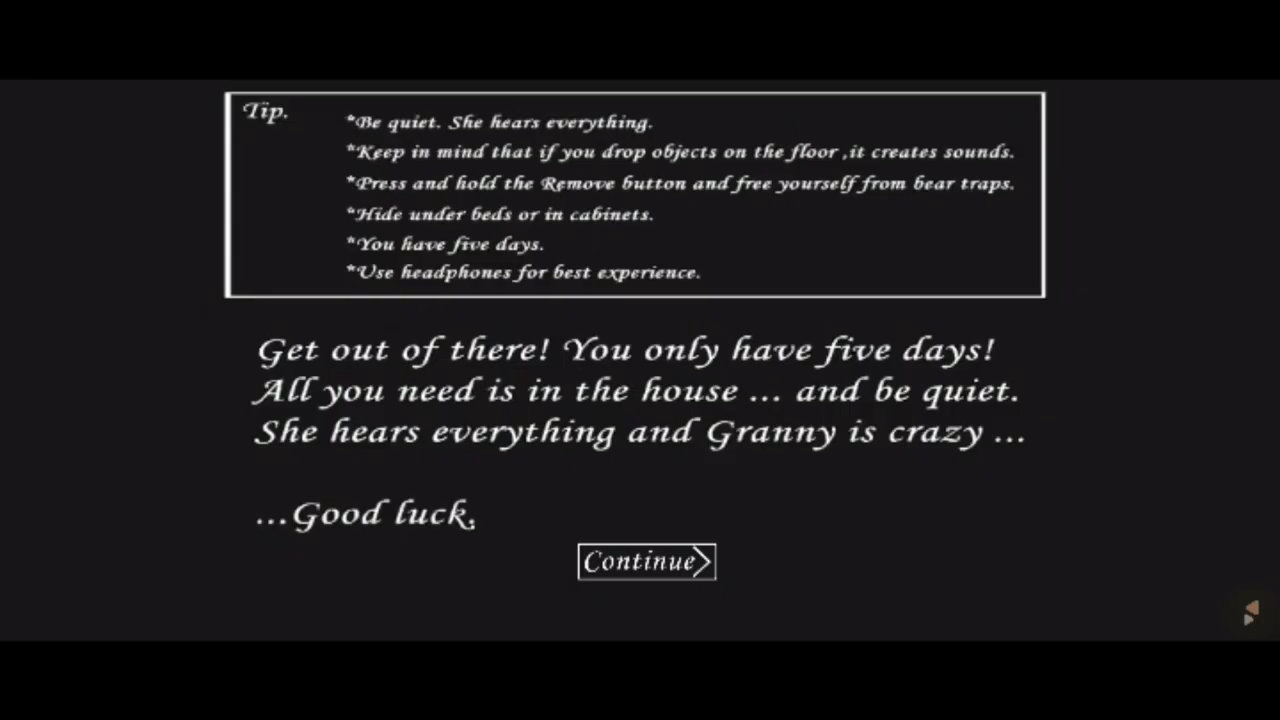 Tip.
*Be quiet. She hears everything.
*Keep in mind that if you drop objects on the floor ,it creates sounds.
*Press and hold the Remove button and free yourself from bear traps.
*Hide under beds or in cabinets.
*You have five days.
*Use headphones for best experience.
Get out of there! You only have five days!
All you need is in the house ... and be quiet.
She hears everything and Granny is crazy ...
...Good luck.
Continue>